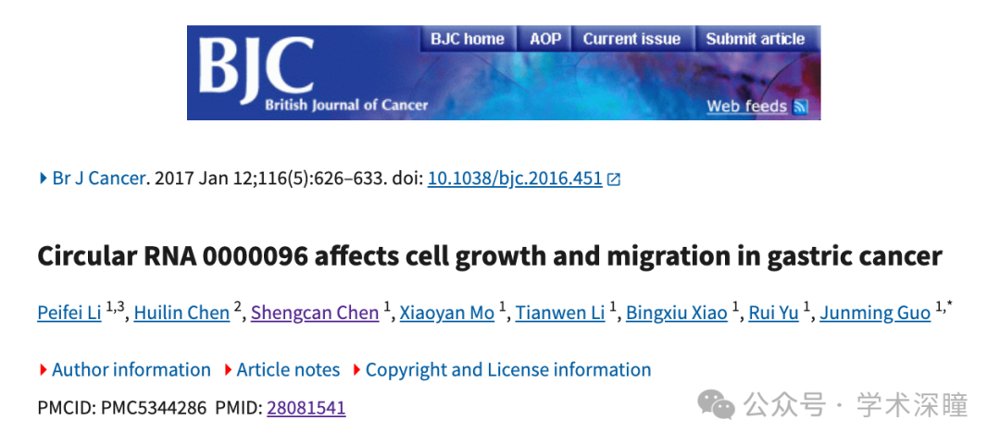 BJC home AOP Current issue Submit article
BJC
British Journal of Cancer
Web feeds
Br J Cancer. 2017 Jan 12;116(5):626–633. doi: 10.1038/bjc.2016.451
Circular RNA 0000096 affects cell growth and migration in gastric cancer
Peifei Li 1,3, Huilin Chen 2, Shengcan Chen 1, Xiaoyan Mo 1, Tianwen Li 1, Bingxiu Xiao 1, Rui Yu 1, Junming Guo 1,*
Author information Article notes Copyright and License information
PMCID: PMC5344286 PMID: 28081541
公众号 · 学术深瞳